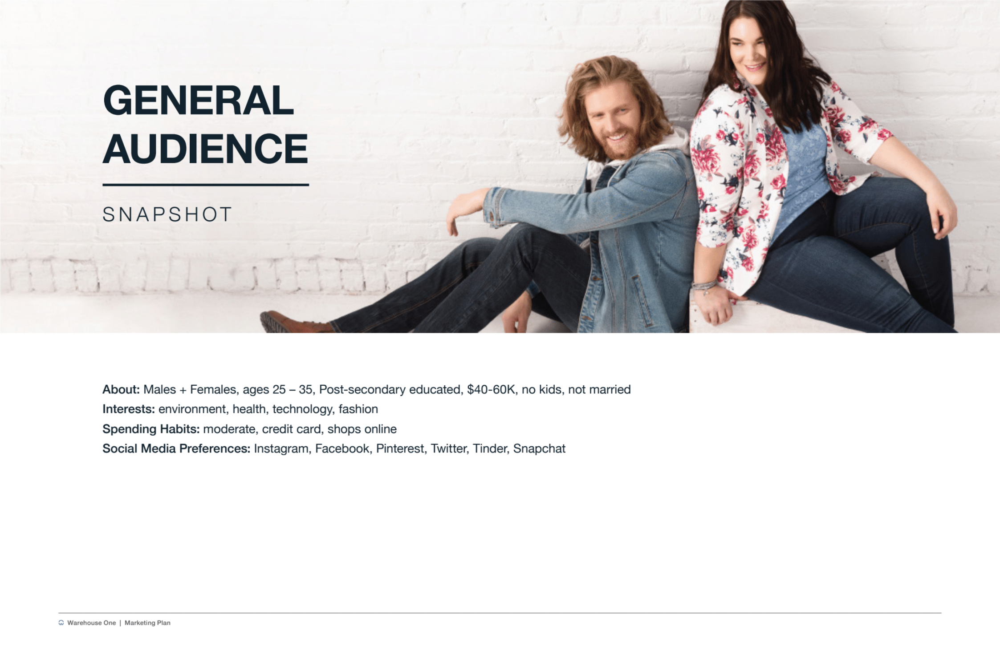 GENERAL
AUDIENCE
SNAPSHOT
About: Males + Females, ages 25 – 35, Post-secondary educated, $40-60K, no kids, not married
Interests: environment, health, technology, fashion
Spending Habits: moderate, credit card, shops online
Social Media Preferences: Instagram, Facebook, Pinterest, Twitter, Tinder, Snapchat
Warehouse One | Marketing Plan